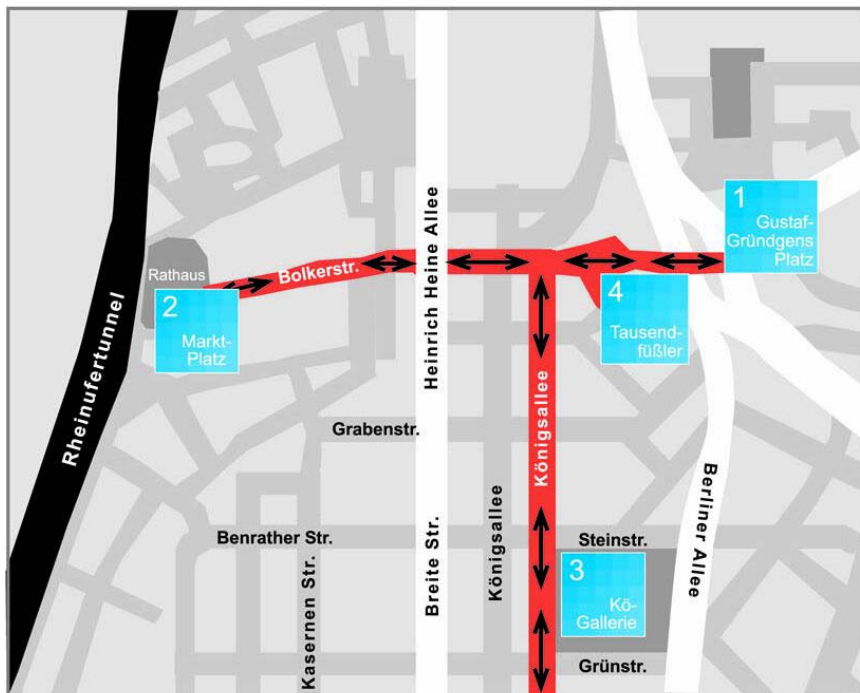 1
Gustaf-
Gründgens
Platz
Rathaus
Bolkerstr.
2
Markt-
Platz
4
Tausend-
füßler
Heinrich Heine Allee
Rheinufertunnel
Königsallee
Grabenstr.
Berliner Allee
Benrather Str.
Breite Str.
Königsallee
Steinstr.
3
Kö-
Gallerie
Kasernen Str.
Grünstr.